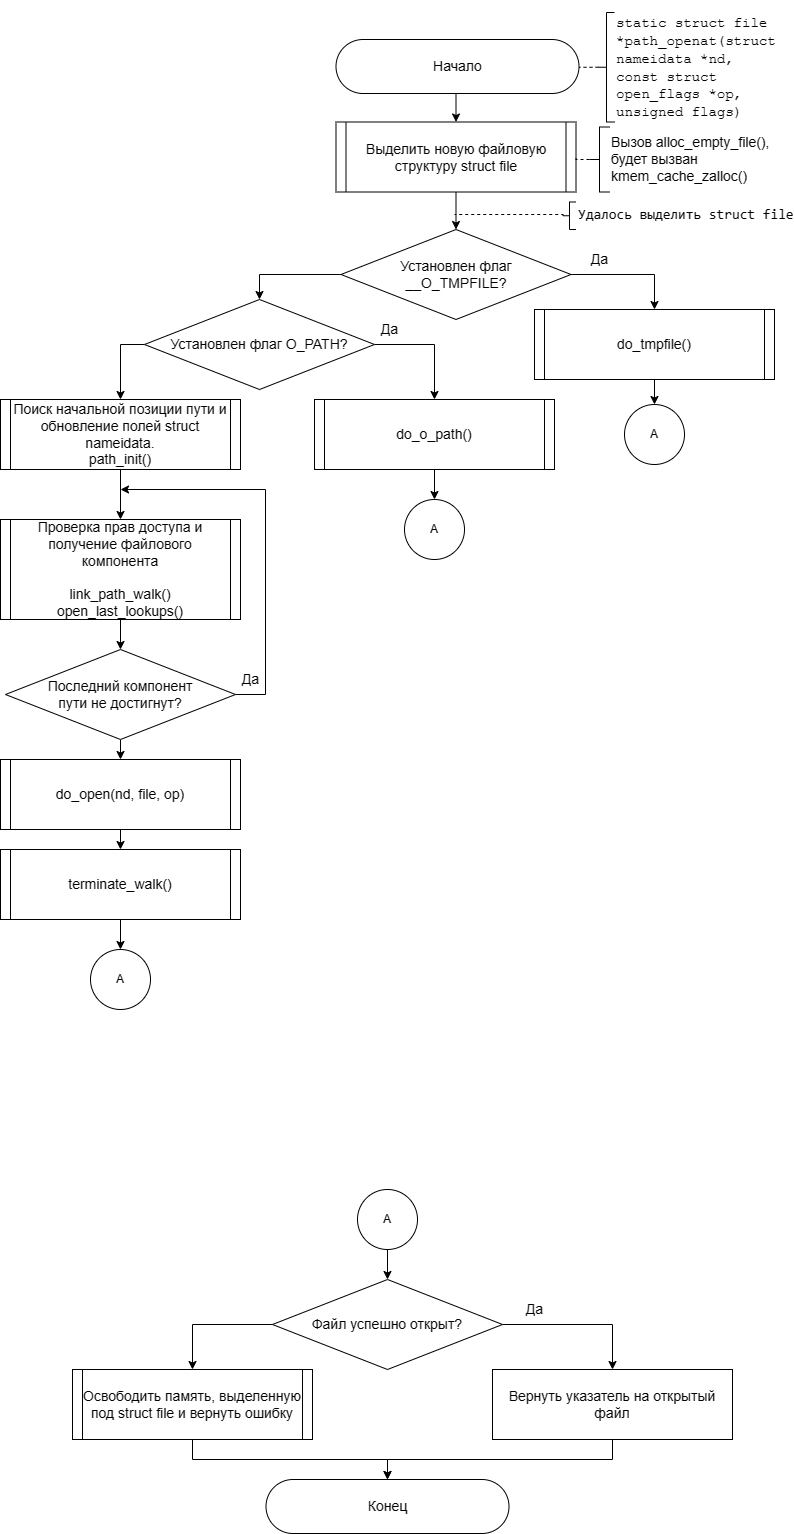 Начало
static struct file
*path_openat(struct
nameidata *nd,
const struct
open_flags *op,
unsigned flags)
Выделить новую файловую
структуру struct file
Вызов alloc_empty_file(),
будет вызван
kmem_cache_zalloc()
Удалось выделить struct file
Установлен флаг
__O_TMPFILE?
Да
Установлен флаг O_PATH?
Да
do_tmpfile()
A
Поиск начальной позиции пути и
обновление полей struct
nameidata.
path_init()
do_o_path()
A
Проверка прав доступа и
получение файлового
компонента
link_path_walk()
open_last_lookups()
Последний компонент
пути не достигнут?
Да
do_open(nd, file, op)
terminate_walk()
A
A
Файл успешно открыт?
Да
Освободить память, выделенную
под struct file и вернуть ошибку
Вернуть указатель на открытый
файл
Конец